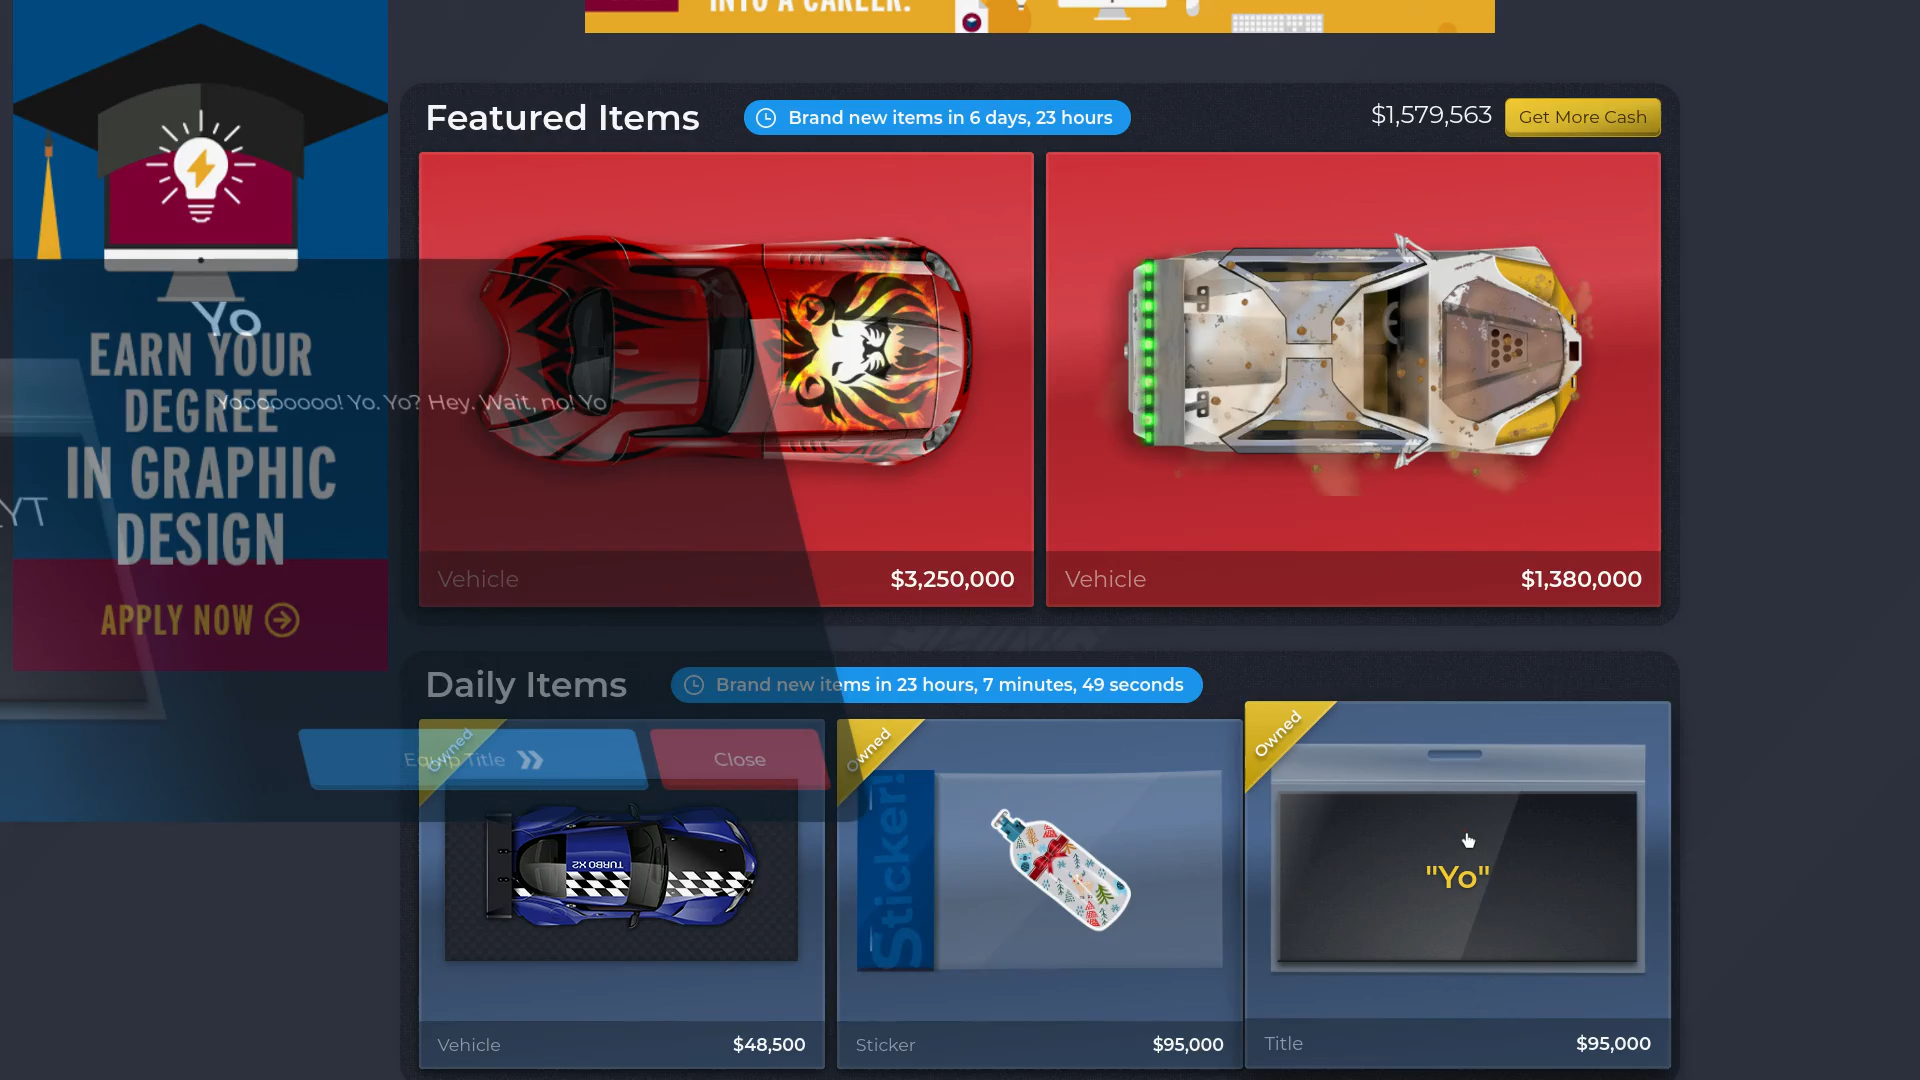 INTO A CAREER.
Featured Items
Brand new items in 6 days, 23 hours
$1,579,563
Get More Cash
Yo
EARN YOUR
DEGREE
IN GRAPHIC
DESIGN
APPLY NOW
Yoooooooo! Yo. Yo? Hey. Wait, no! Yo
YT
Vehicle
$3,250,000
Vehicle
$1,380,000
Daily Items
Brand new items in 23 hours, 7 minutes, 49 seconds
Equip Title
Close
Owned
Owned
Owned
TURBO X2
Sticker!
"Yo"
Vehicle
$48,500
Sticker
$95,000
Title
$95,000